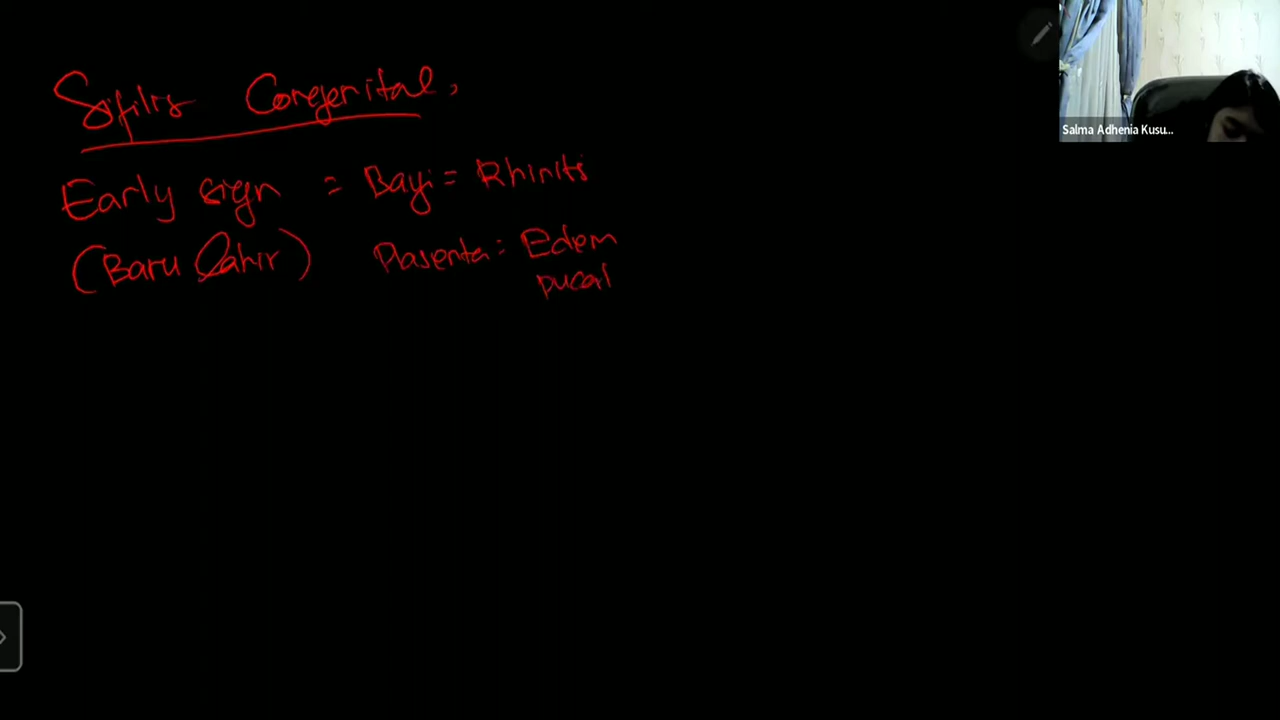 Sifilis Congenital,
Early sign = Bayi = Rhinitis
(Baru Lahir) Plasenta : Edem
pucat
Salma Adhenia Kusu...